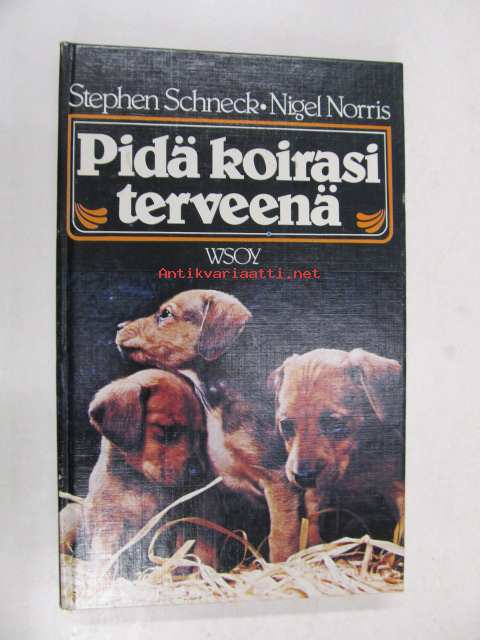 Stephen Schneck • Nigel Norris
Pidä koirasi
terveenä
WSOY
Antikvariaatti.net